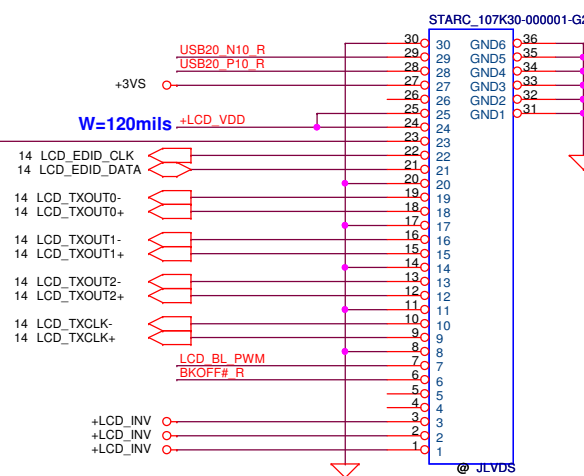 STARC_107K30-000001-G2
30 30 GND6 36
USB20_N10_R 29 29 GND5 35
USB20_P10_R 28 28 GND4 34
+3VS 27 27 GND3 33
26 26 GND2 32
25 25 GND1 31
W=120mils +LCD_VDD 24 24
23 23
14 LCD_EDID_CLK 22 22
14 LCD_EDID_DATA 21 21
20 20
14 LCD_TXOUT0- 19 19
14 LCD_TXOUT0+ 18 18
17 17
14 LCD_TXOUT1- 16 16
14 LCD_TXOUT1+ 15 15
14 14
14 LCD_TXOUT2- 13 13
14 LCD_TXOUT2+ 12 12
11 11
14 LCD_TXCLK- 10 10
14 LCD_TXCLK+ 9 9
8 8
LCD_BL_PWM 7 7
BKOFF#_R 6 6
5 5
4 4
+LCD_INV 3 3
+LCD_INV 2 2
+LCD_INV 1 1
@ JLVDS